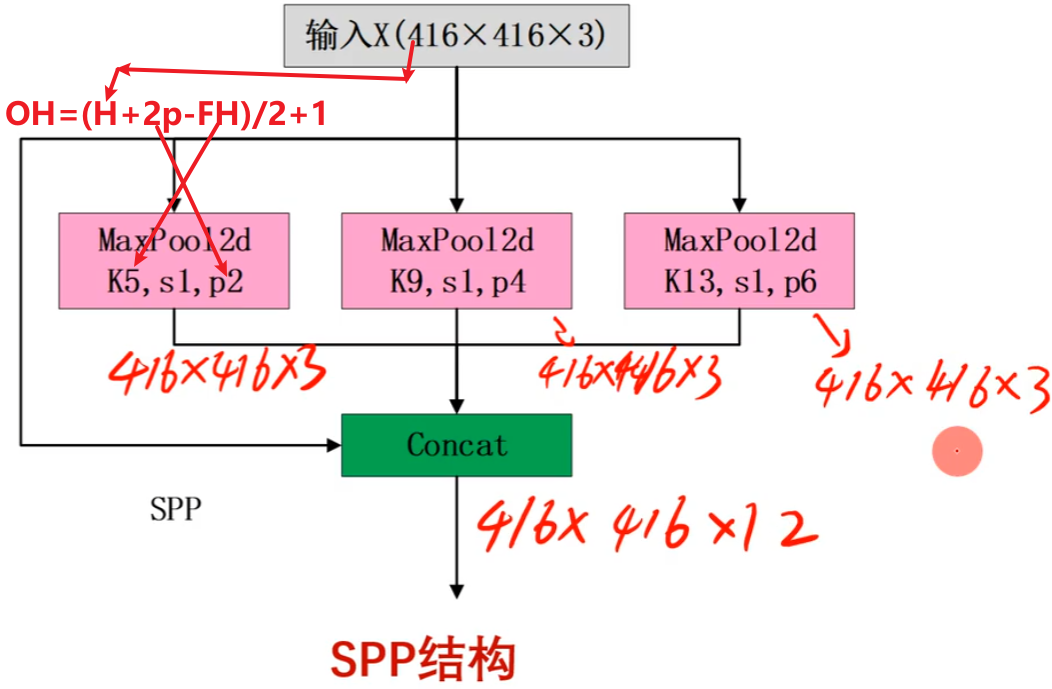 输入X(416×416×3)
OH=(H+2p-FH)/2+1
MaxPool2d
K5,s1,p2
MaxPool2d
K9,s1,p4
MaxPool2d
K13,s1,p6
416×416×3
416×416×3
416×416×3
Concat
SPP
416×416×12
SPP结构